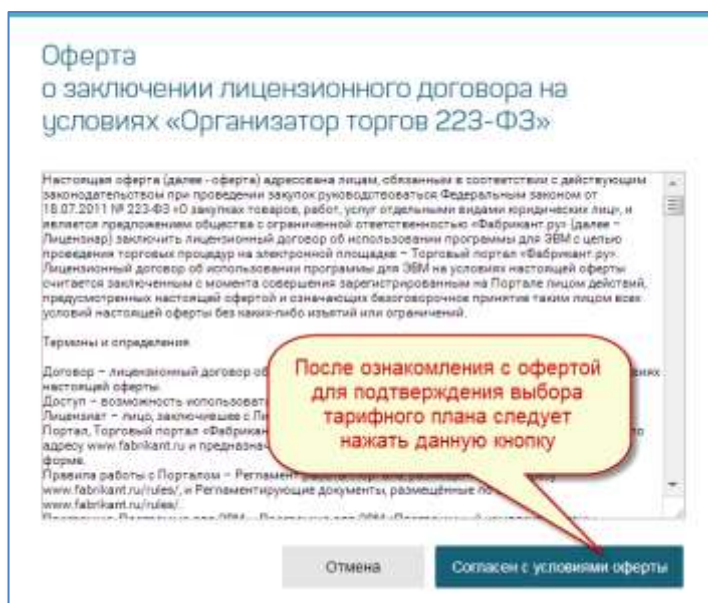 Оферта
о заключении лицензионного договора на
условиях «Организатор торгов 223-ФЗ»
Настоящая оферта (далее - оферта) адресована лицам, обязанным в соответствии с действующим
законодательством при проведении закупок руководствоваться Федеральным законом от
18.07.2011 № 223-ФЗ «О закупках товаров, работ, услуг отдельными видами юридических лиц», и
является предложением общества с ограниченной ответственностью «Фабрикант.ру» (далее –
Лицензиар) заключить лицензионный договор об использовании программы для ЭВМ с целью
проведения торговых процедур на электронной площадке – Торговый портал «Фабрикант.ру».
Лицензионный договор об использовании программы для ЭВМ на условиях настоящей оферты
считается заключенным с момента совершения зарегистрированным на Портале лицом действий,
предусмотренных настоящей офертой и означающих безоговорочное принятие таким лицом всех
условий настоящей оферты без каких-либо изъятий или ограничений.
Термины и определения
Договор – лицензионный договор об
настоящей оферты.
Доступ – возможность использоват
Лицензиат – лицо, заключившее с Ли
Портал, Торговый портал «Фабрикан
адресу www.fabrikant.ru и предназнач
форме.
Правила работы с Порталом – Регламент
www.fabrikant.ru/rules/, и Регламентирующие документы, размещённые по
www.fabrikant.ru/rules/.
После ознакомления с офертой
для подтверждения выбора
тарифного плана следует
нажать данную кнопку
Отмена
Согласен с условиями оферты